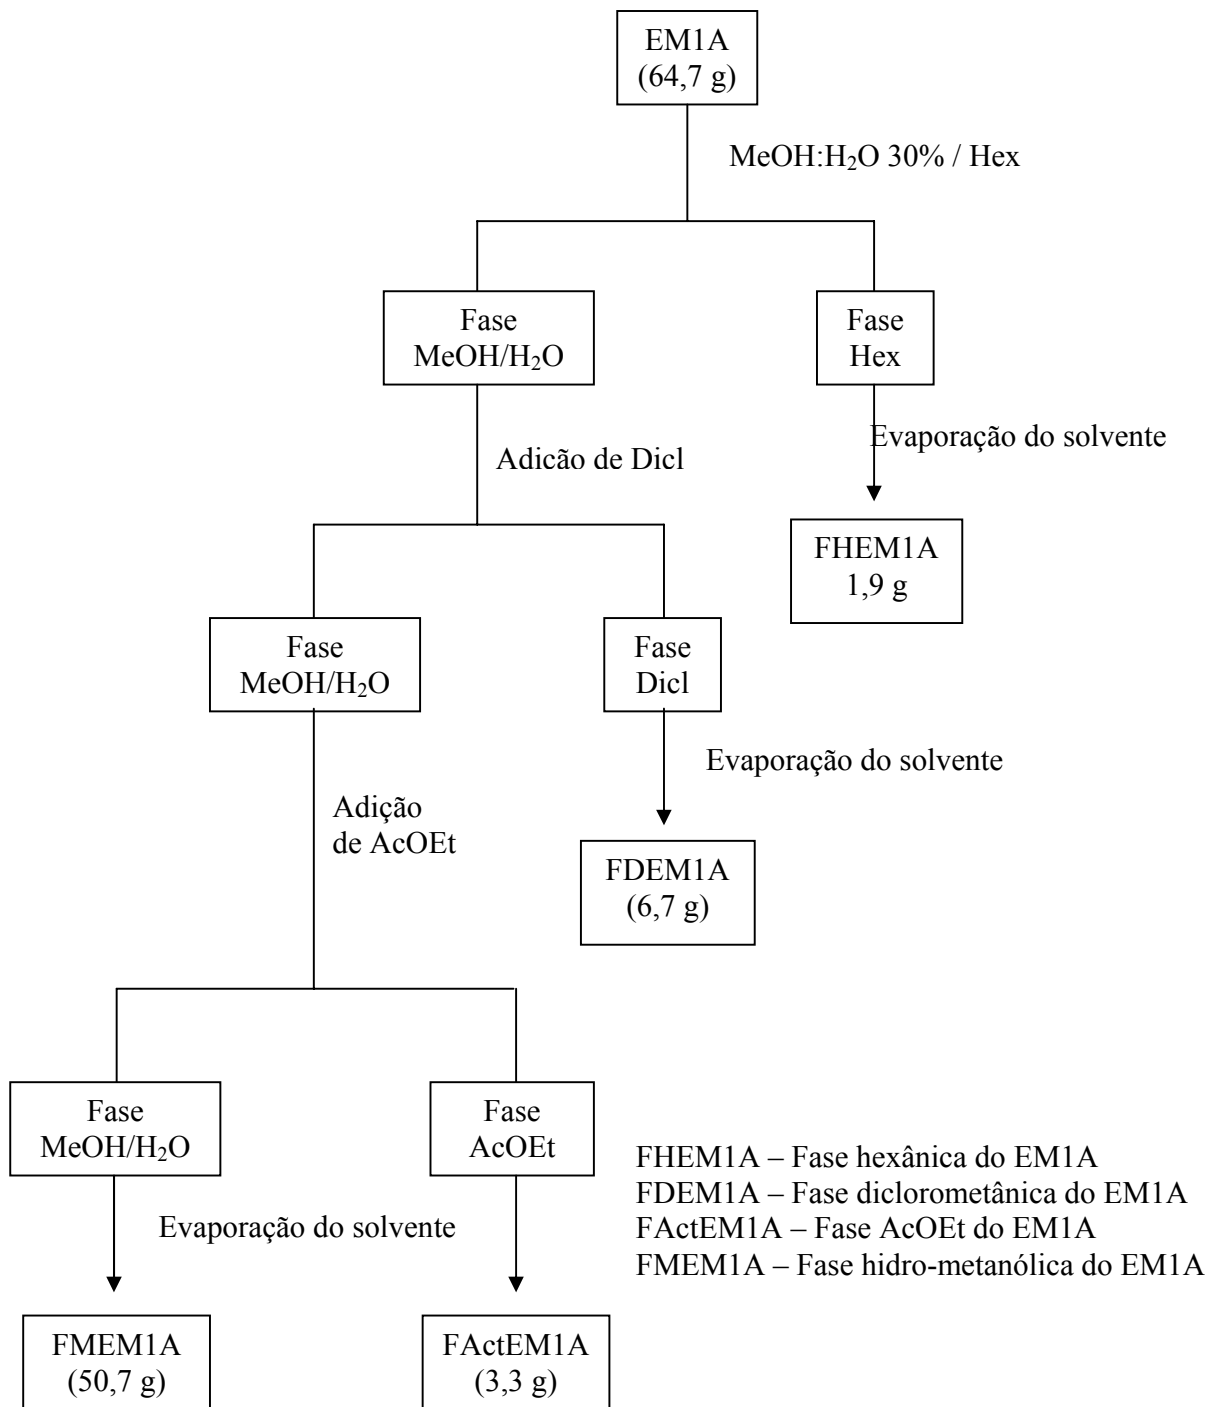 EM1A
(64,7 g)
MeOH:H₂O 30% / Hex
Fase
MeOH/H₂O
Fase
Hex
Evaporação do solvente
Adicão de Dicl
FHEM1A
1,9 g
Fase
MeOH/H₂O
Fase
Dicl
Evaporação do solvente
Adição
de AcOEt
FDEM1A
(6,7 g)
Fase
MeOH/H₂O
Fase
AcOEt
FHEM1A – Fase hexânica do EM1A
FDEM1A – Fase diclorometânica do EM1A
FActEM1A – Fase AcOEt do EM1A
FMEM1A – Fase hidro-metanólica do EM1A
Evaporação do solvente
FMEM1A
(50,7 g)
FActEM1A
(3,3 g)